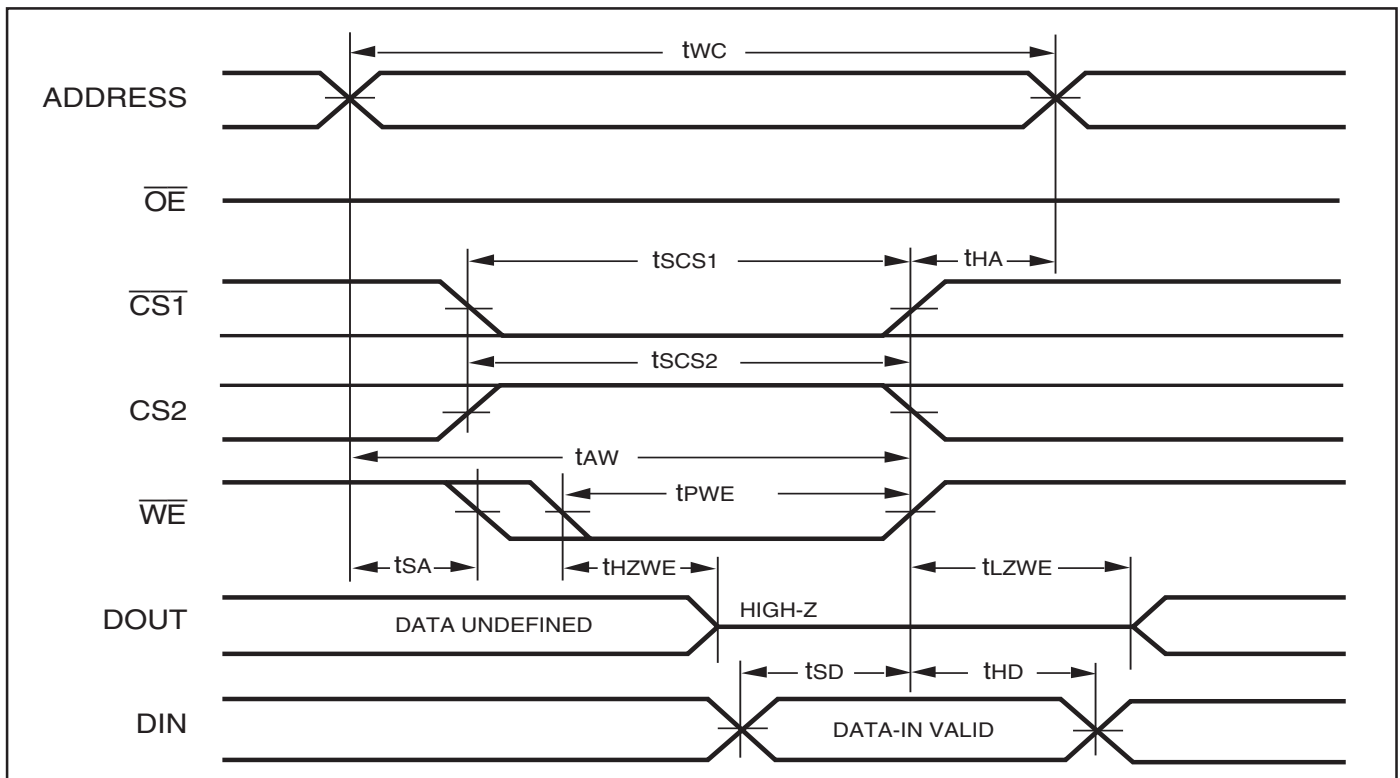 tWC
ADDRESS
OE
tSCS1
tHA
CS1
tSCS2
CS2
tAW
tPWE
WE
tSA
tHZWE
tLZWE
HIGH-Z
DOUT
DATA UNDEFINED
tSD
tHD
DIN
DATA-IN VALID